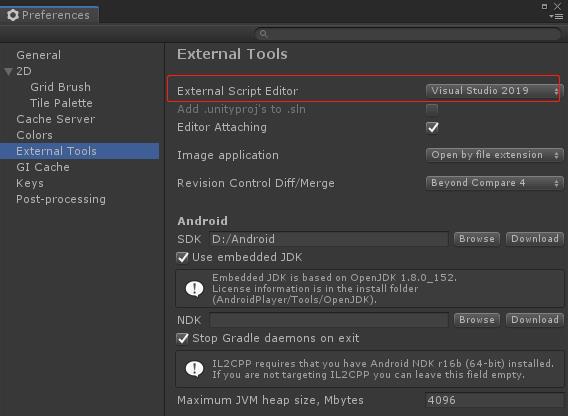 Preferences
External Tools
General
2D
Grid Brush
Tile Palette
Cache Server
Colors
External Tools
GI Cache
Keys
Post-processing
External Script Editor Visual Studio 2019
Add .unityproj's to .sln
Editor Attaching
Image application Open by file extension
Revision Control Diff/Merge Beyond Compare 4
Android
SDK D:/Android Browse Download
Use embedded JDK
Embedded JDK is based on OpenJDK 1.8.0_152.
License information is in the install folder
(AndroidPlayer/Tools/OpenJDK).
NDK Browse Download
Stop Gradle daemons on exit
IL2CPP requires that you have Android NDK r16b (64-bit) installed.
If you are not targeting IL2CPP you can leave this field empty.
Maximum JVM heap size, Mbytes 4096